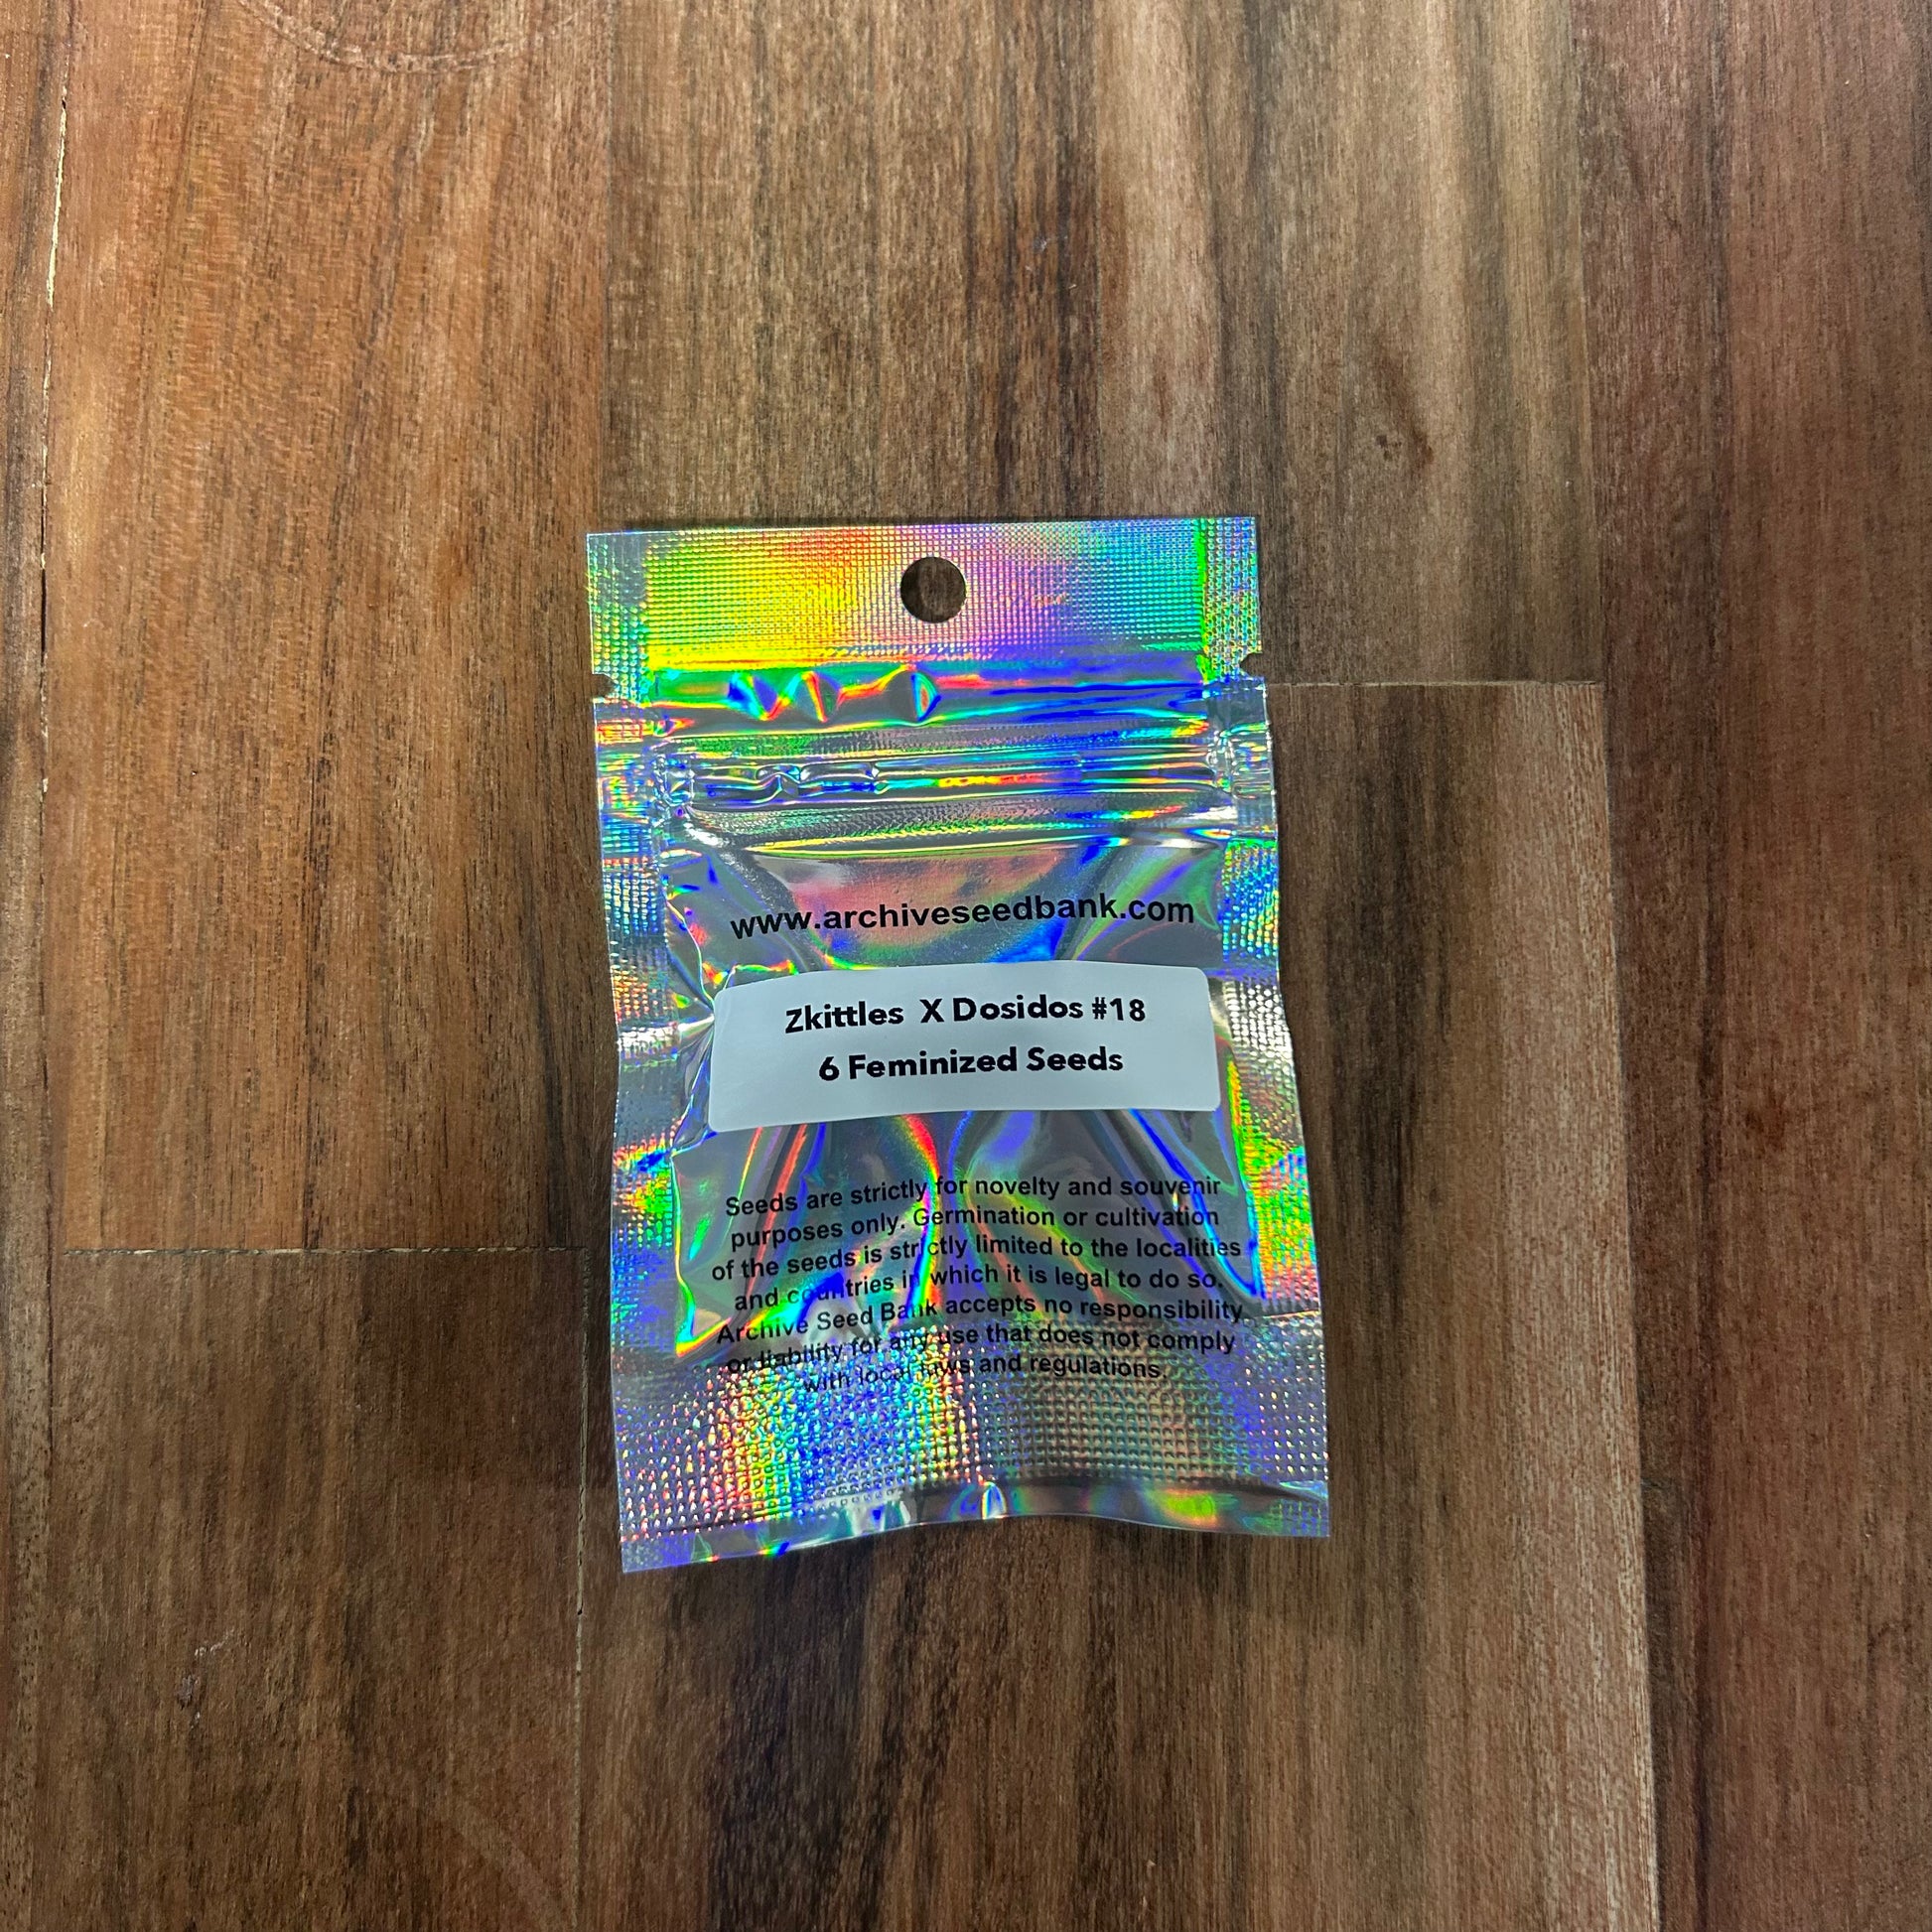 www.archiveseedbank.com
Zkittles X Dosidos #18
6 Feminized Seeds
Seeds are strictly for novelty and souvenir
purposes only. Germination or cultivation
of the seeds is strictly limited to the localities
and countries in which it is legal to do so.
Archive Seed Bank accepts no responsibility
or liability for any use that does not comply
with local laws and regulations.